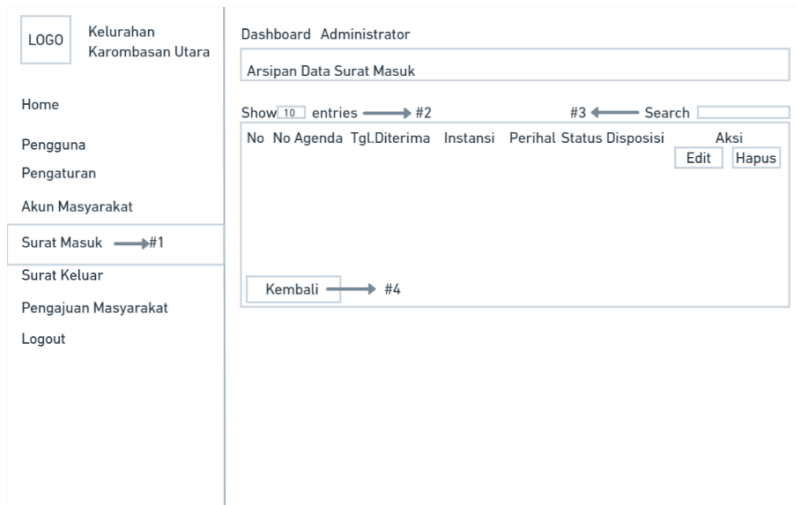 LOGO
Kelurahan
Karombasan Utara
Home
Pengguna
Pengaturan
Akun Masyarakat
Surat Masuk #1
Surat Keluar
Pengajuan Masyarakat
Logout
Dashboard Administrator
Arsipan Data Surat Masuk
Show 10 entries #2
#3 Search
No No Agenda Tgl.Diterima Instansi Perihal Status Disposisi Aksi
Edit Hapus
Kembali #4